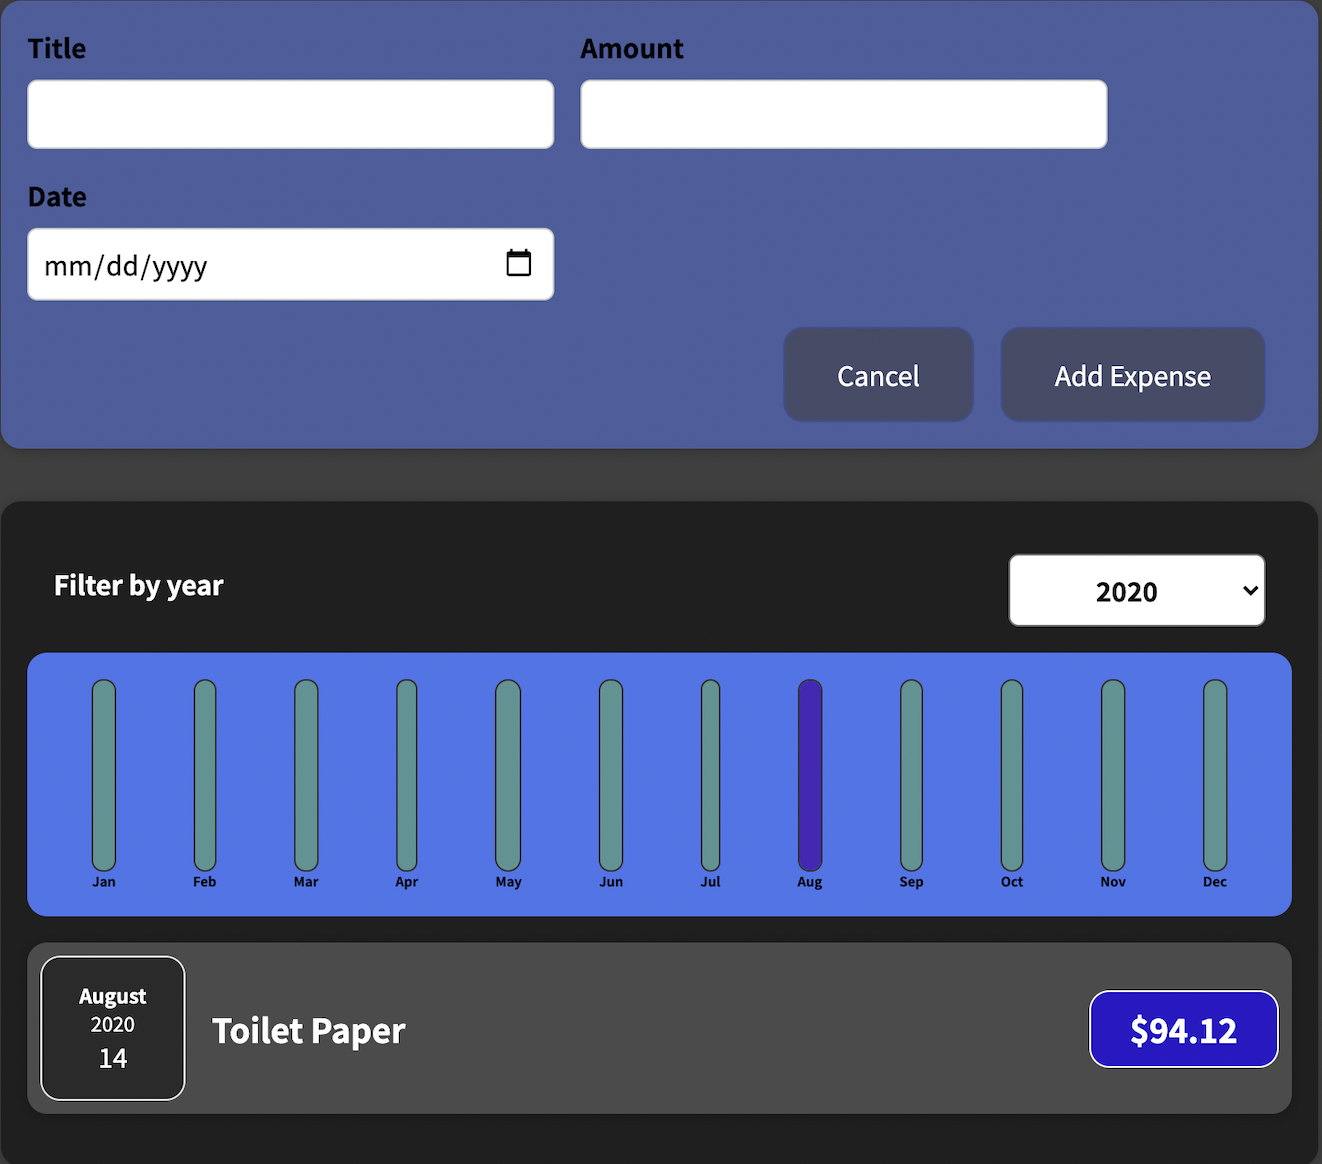 Title
Amount
Date
mm/dd/yyyy
Cancel
Add Expense
Filter by year
2020
Jan
Feb
Mar
Apr
May
Jun
Jul
Aug
Sep
Oct
Nov
Dec
August
2020
14
Toilet Paper
$94.12